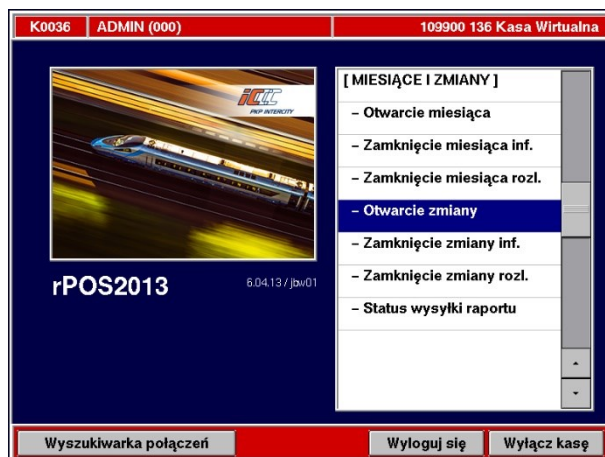 K0036 ADMIN (000) 109900 136 Kasa Wirtualna
[ MIESIĄCE I ZMIANY ]
– Otwarcie miesiąca
– Zamknięcie miesiąca inf.
– Zamknięcie miesiąca rozl.
– Otwarcie zmiany
– Zamknięcie zmiany inf.
– Zamknięcie zmiany rozl.
– Status wysyłki raportu
PKP INTERCITY
rPOS2013 6.04.13 / jbw01
Wyszukiwarka połączeń Wyloguj się Wyłącz kasę